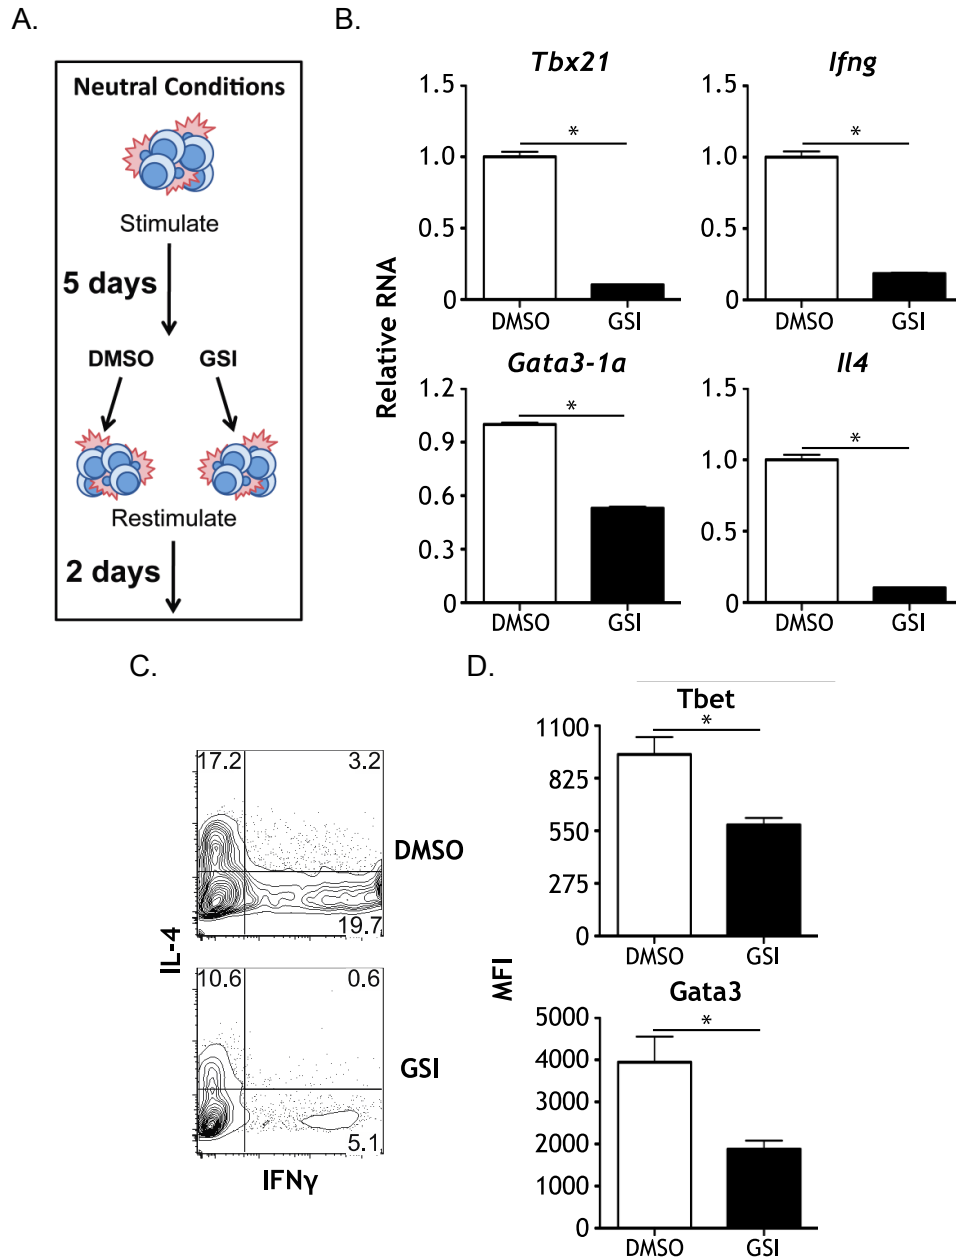 A.
Neutral Conditions
Stimulate
5 days
DMSO GSI
Restimulate
2 days
B.
Relative RNA
Tbx21
1.5
1.0
0.5
0
*
DMSO GSI
Ifng
1.5
1.0
0.5
0
*
DMSO GSI
Gata3-1a
1.2
0.9
0.6
0.3
0
*
DMSO GSI
Il4
1.5
1.0
0.5
0
*
DMSO GSI
C.
IL-4
17.2 3.2
19.7
DMSO
10.6 0.6
5.1
GSI
IFNγ
D.
MFI
Tbet
1100
825
550
275
0
*
DMSO GSI
Gata3
5000
4000
3000
2000
1000
0
*
DMSO GSI